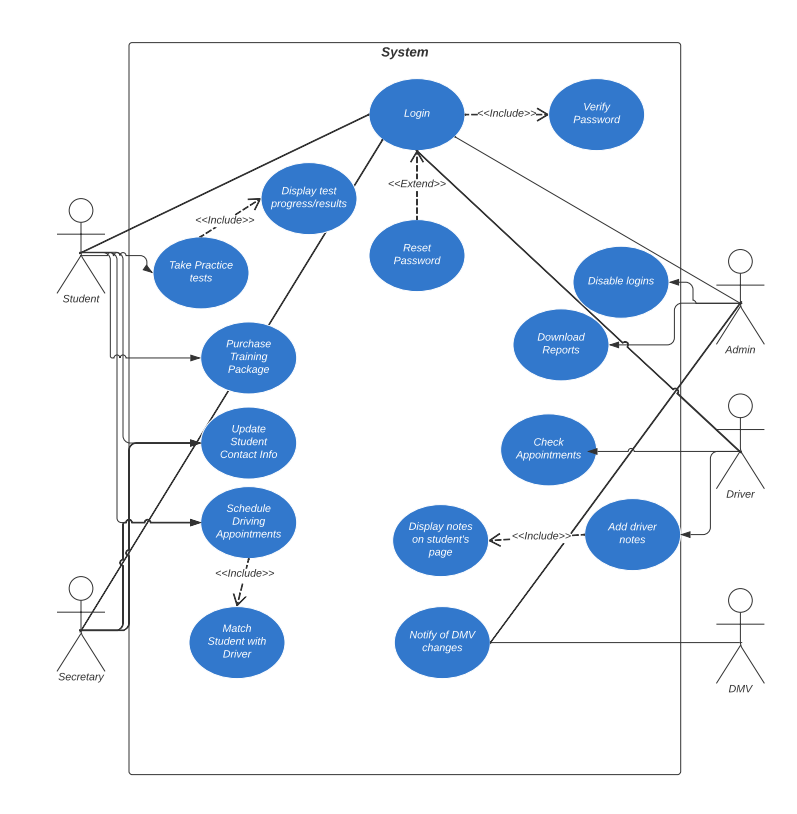 System
Login
<<Include>>
Verify
Password
<<Extend>>
Display test
progress/results
<<Include>>
Reset
Password
Take Practice
tests
Student
Disable logins
Download
Reports
Admin
Purchase
Training
Package
Update
Student
Contact Info
Check
Appointments
Driver
Schedule
Driving
Appointments
Display notes
on student's
page
<<Include>>
Add driver
notes
<<Include>>
Match
Student with
Driver
Notify of DMV
changes
Secretary
DMV